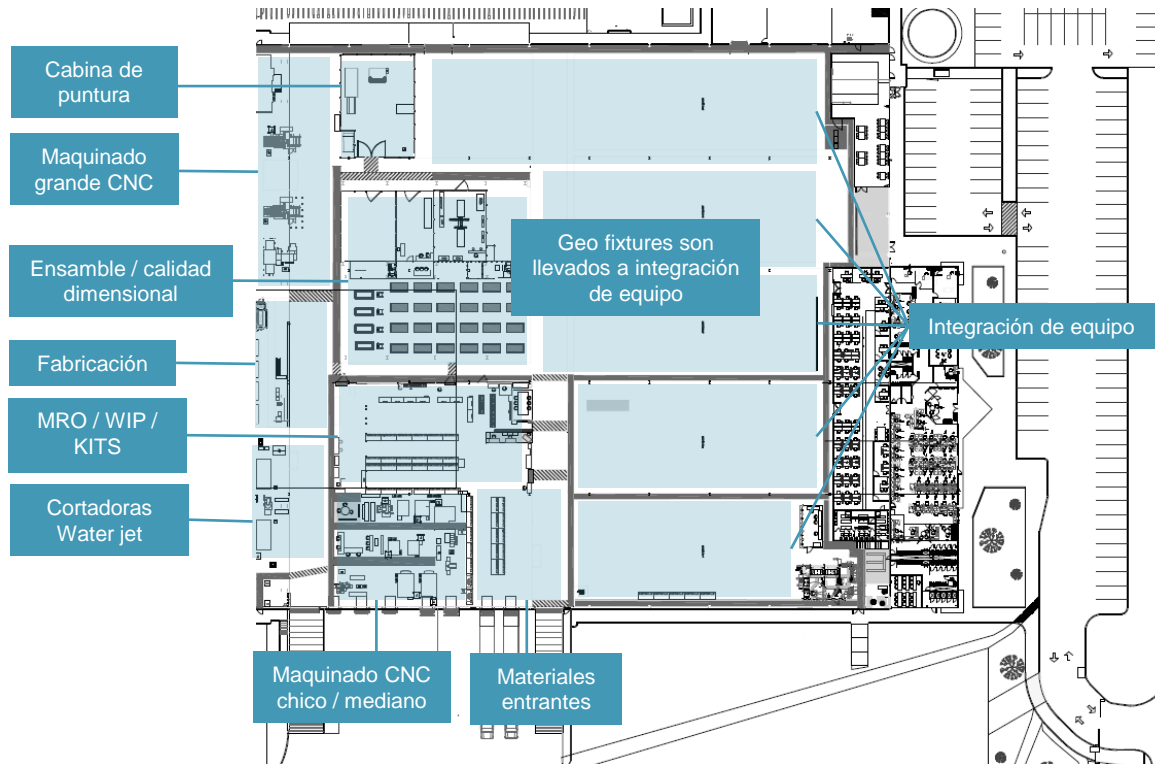 Cabina de
puntura
Maquinado
grande CNC
Ensamble / calidad
dimensional
Fabricación
MRO / WIP /
KITS
Cortadoras
Water jet
Geo fixtures son
llevados a integración
de equipo
Integración de equipo
Maquinado CNC
chico / mediano
Materiales
entrantes